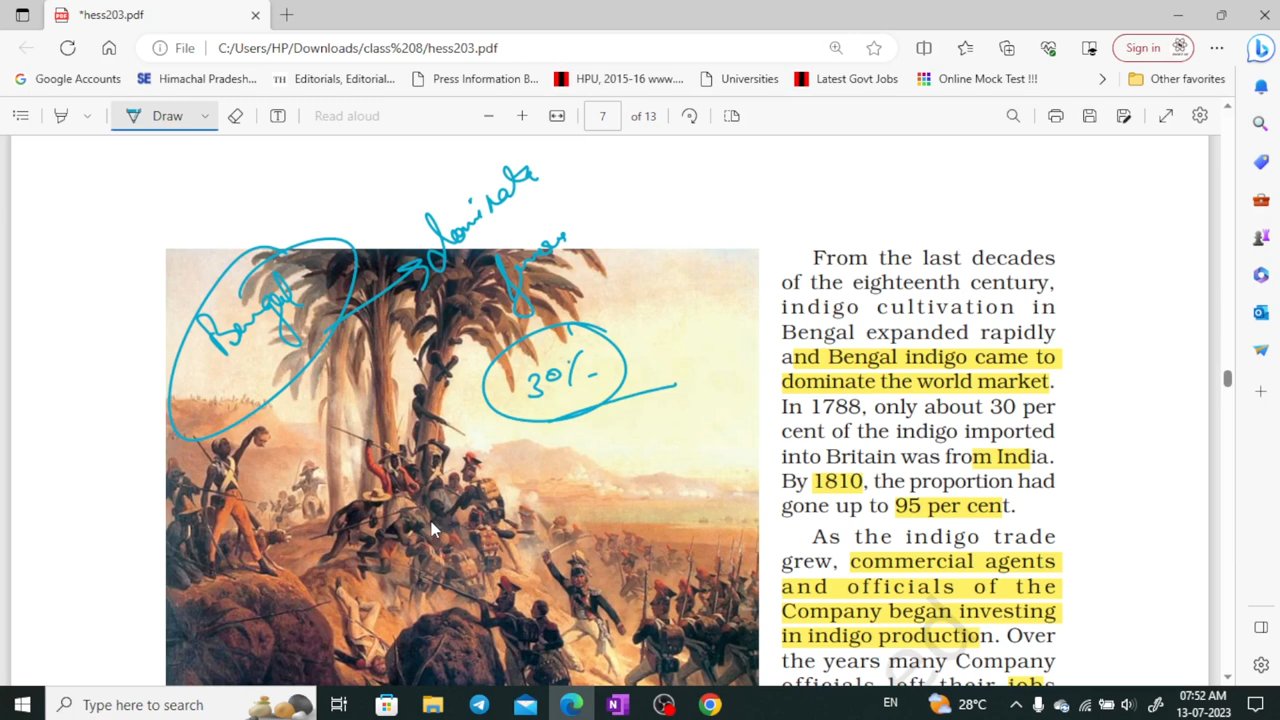 *hess203.pdf
File
C:/Users/HP/Downloads/class%208/hess203.pdf
Sign in
Google Accounts
SE Himachal Pradesh...
TH Editorials, Editorial...
Press Information B...
HPU, 2015-16 www....
Universities
Latest Govt Jobs
Online Mock Test !!!
Other favorites
Draw
Read aloud
7 of 13
dominate
Bengal
30%
From the last decades
of the eighteenth century,
indigo cultivation in
Bengal expanded rapidly
and Bengal indigo came to
dominate the world market.
In 1788, only about 30 per
cent of the indigo imported
into Britain was from India.
By 1810, the proportion had
gone up to 95 per cent.
As the indigo trade
grew, commercial agents
and officials of the
Company began investing
in indigo production. Over
the years many Company
officials left their jobs
Type here to search
28°C
EN
07:52 AM
13-07-2023